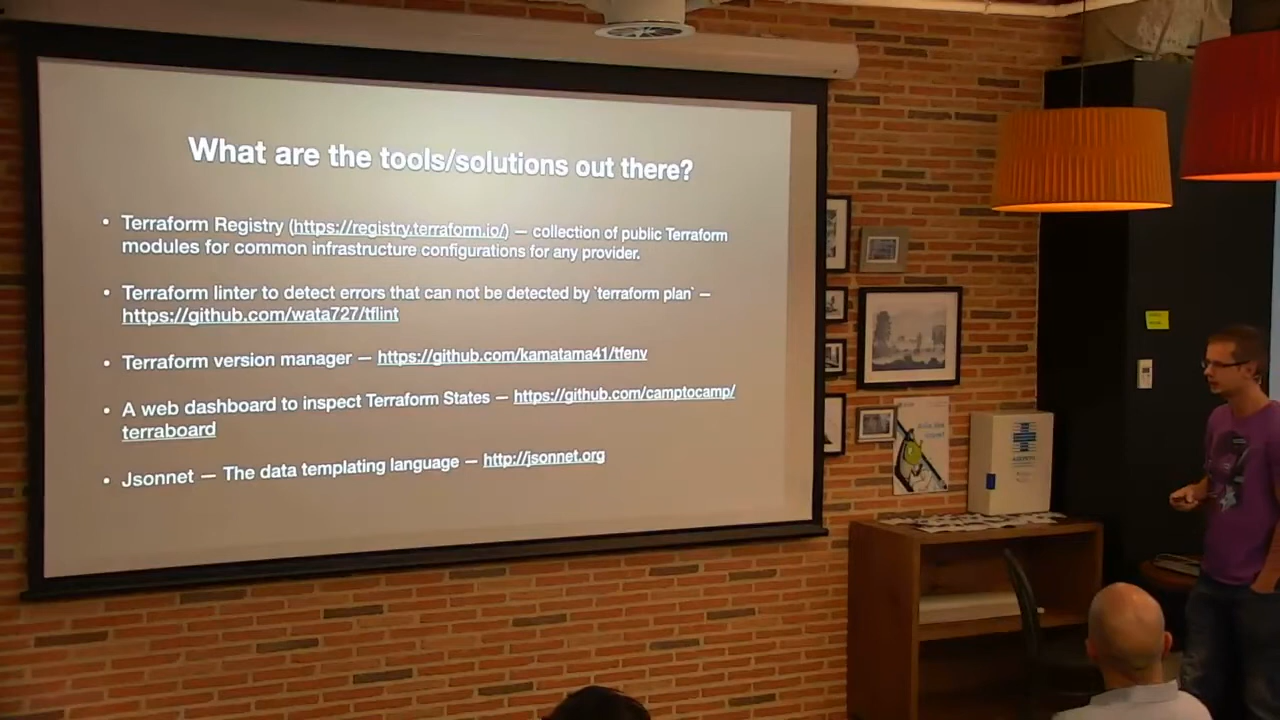 What are the tools/solutions out there?
• Terraform Registry (https://registry.terraform.io/) — collection of public Terraform
modules for common infrastructure configurations for any provider.
• Terraform linter to detect errors that can not be detected by `terraform plan` —
https://github.com/wata727/tflint
• Terraform version manager — https://github.com/kamatama41/tfenv
• A web dashboard to inspect Terraform States — https://github.com/camptocamp/
terraboard
• Jsonnet — The data templating language — http://jsonnet.org